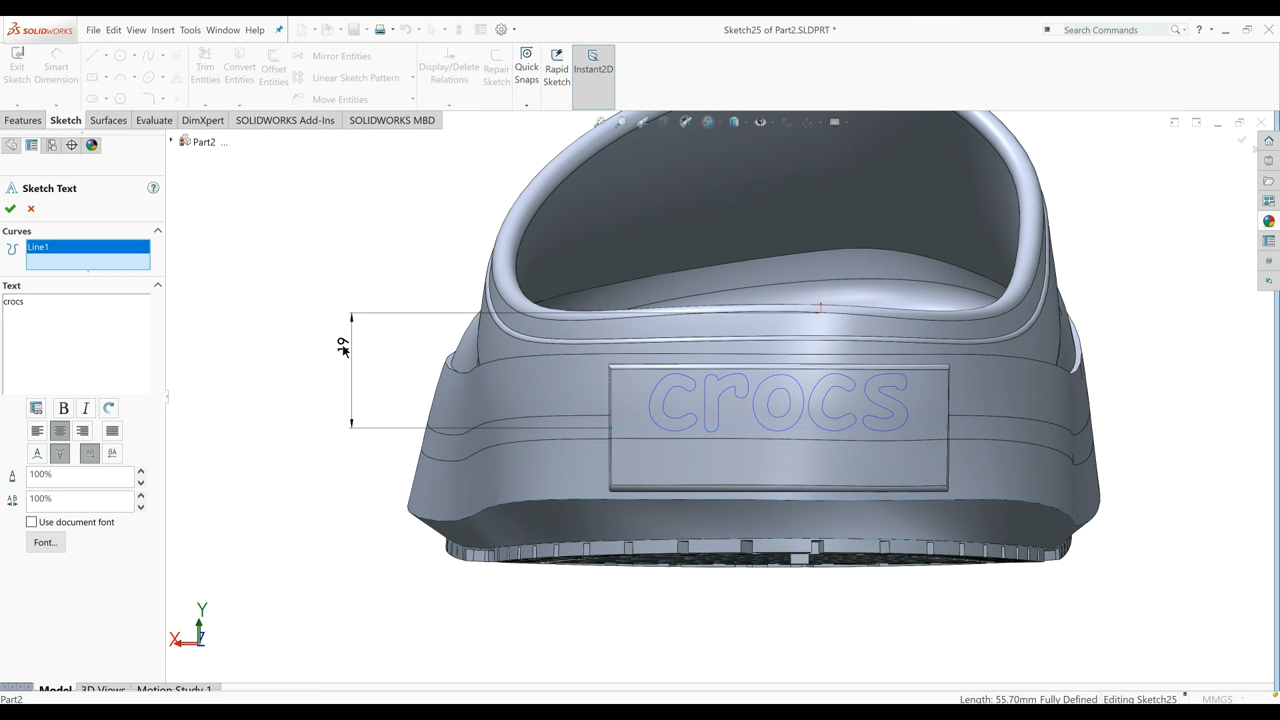 SOLIDWORKS File Edit View Insert Tools Window Help Sketch25 of Part2.SLDPRT * Search Commands
Exit Sketch Smart Dimension Trim Entities Convert Entities Offset Entities Mirror Entities Linear Sketch Pattern Move Entities Display/Delete Relations Repair Sketch Quick Snaps Rapid Sketch Instant2D
Features Sketch Surfaces Evaluate DimXpert SOLIDWORKS Add-Ins SOLIDWORKS MBD
Part2 ...
Sketch Text
Curves
Line1
Text
crocs
19
crocs
B I
A A AB BA
100%
AB 100%
Use document font
Font...
Y
X Z
Model 3D Views Motion Study 1
Part2 Length: 55.70mm Fully Defined Editing Sketch25 MMGS